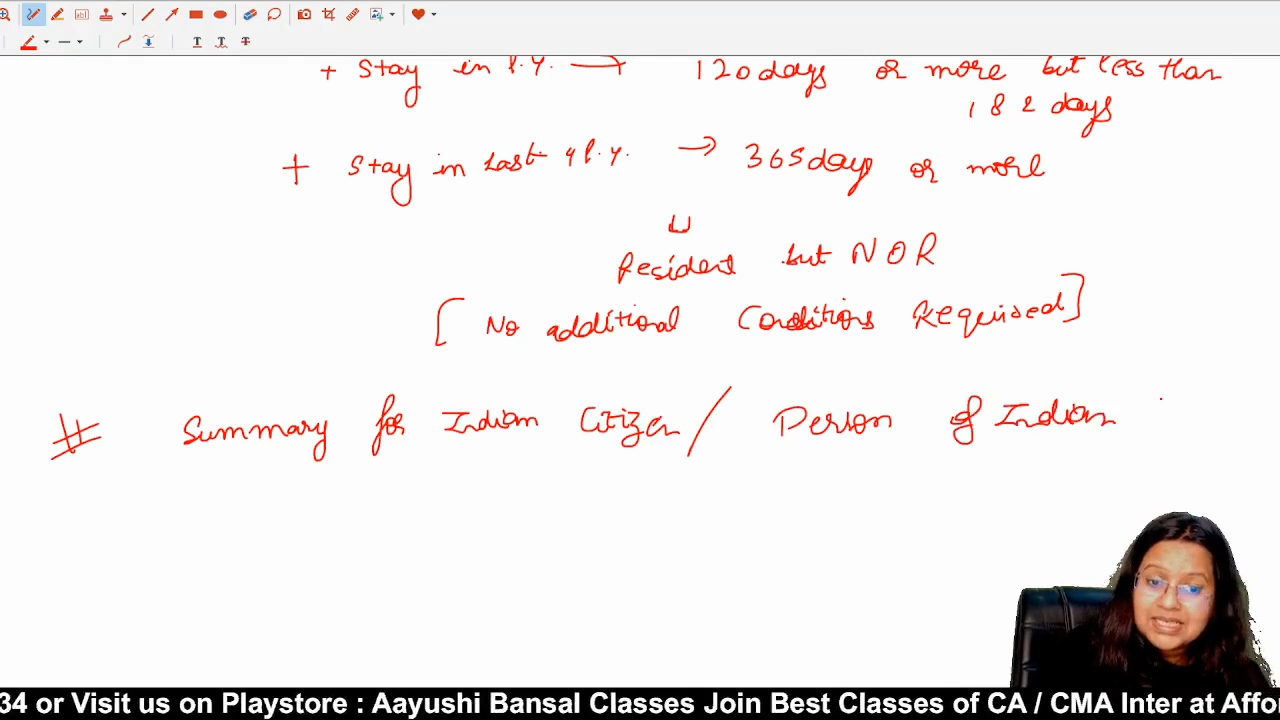 + Stay in P.Y. → 120 days or more but less than
182 days
+ Stay in Last 4 P.Y. → 365 days or more
Resident but NOR
[ No additional Conditions Required ]
# Summary for Indian Citizen / Person of Indian
34 or Visit us on Playstore : Aayushi Bansal Classes Join Best Classes of CA / CMA Inter at Affo